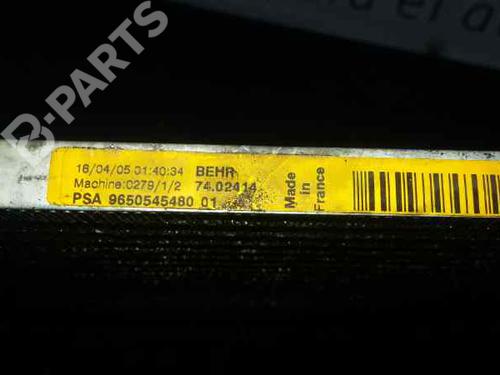 B-PARTS
18/04/05 01:40:34 BEHR
Machine:0279/1/2 74.02414
PSA 9650545480 01
Made in
France